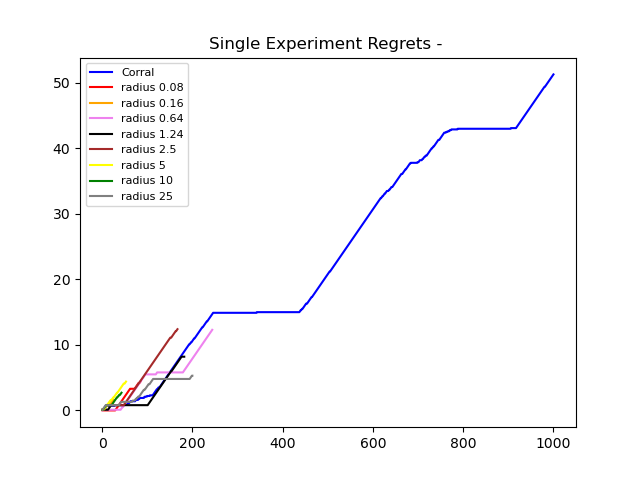 Single Experiment Regrets -
Corral
radius 0.08
radius 0.16
radius 0.64
radius 1.24
radius 2.5
radius 5
radius 10
radius 25
50
40
30
20
10
0
0 200 400 600 800 1000